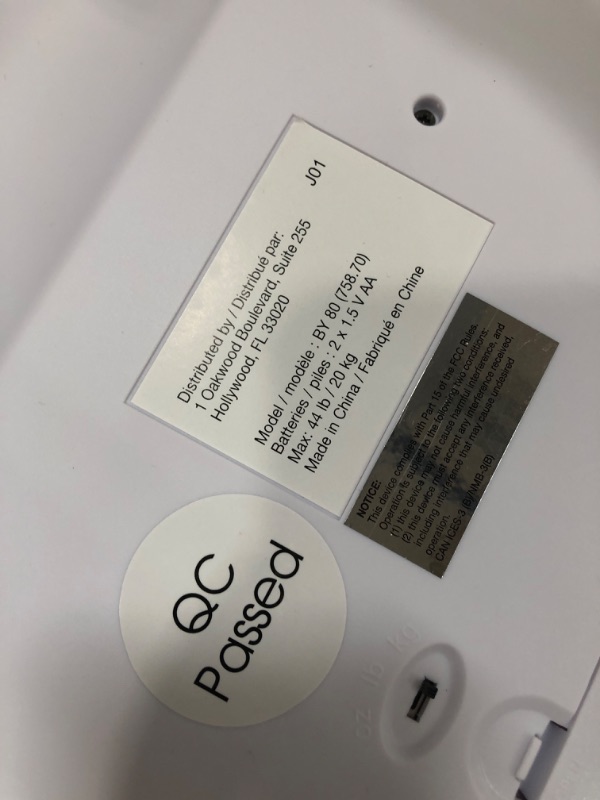 J01
Distributed by / Distribué par:
1 Oakwood Boulevard, Suite 255
Hollywood, FL 33020
Model / modèle : BY 80 (758.70)
Batteries / piles : 2 x 1.5 V AA
Max: 44 lb / 20 kg
Made in China / Fabriqué en Chine
NOTICE:
This device complies with Part 15 of the FCC Rules.
Operation is subject to the following two conditions:
(1) this device may not cause harmful interference, and
(2) this device must accept any interference received,
including interference that may cause undesired
operation.
CAN ICES-3 (B)/NMB-3(B)
QC
Passed
oz lb kg